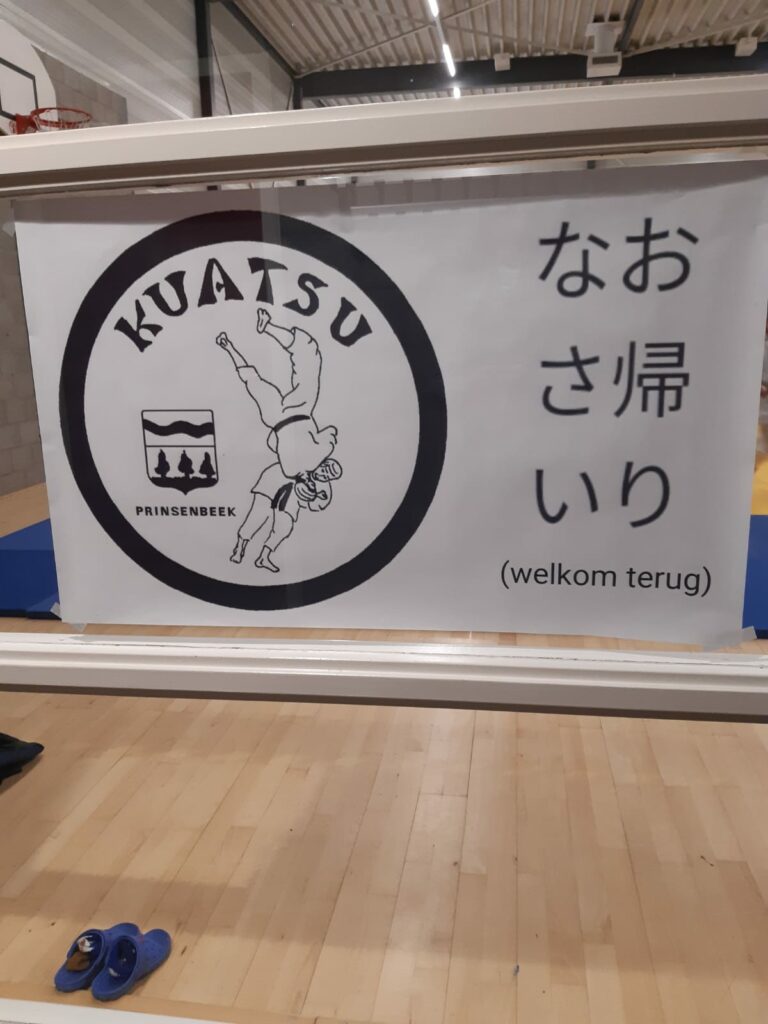 KUATSU
PRINSENBEEK
お帰り
なさい
(welkom terug)